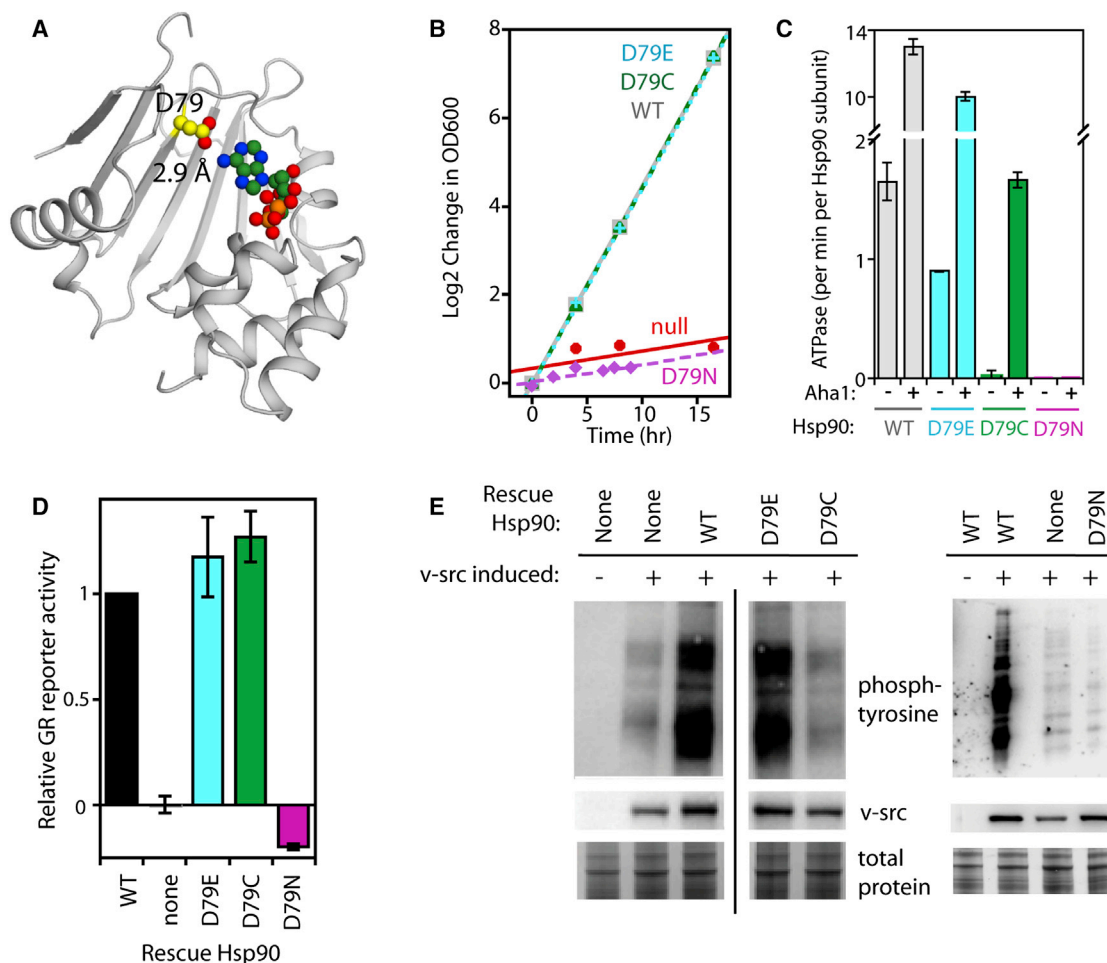 A
D79
2.9 Å
B
8
6
4
2
0
Log2 Change in OD600
D79E
D79C
WT
null
D79N
0 5 10 15
Time (hr)
C
14
10
2
1
0
ATPase (per min per Hsp90 subunit)
Aha1: - + - + - + - +
Hsp90: WT D79E D79C D79N
D
1
0.5
0
Relative GR reporter activity
WT none D79E D79C D79N
Rescue Hsp90
E
Rescue
Hsp90: None None WT D79E D79C WT WT None D79N
v-src induced: - + + + + - + + +
phosph-
tyrosine
v-src
total
protein